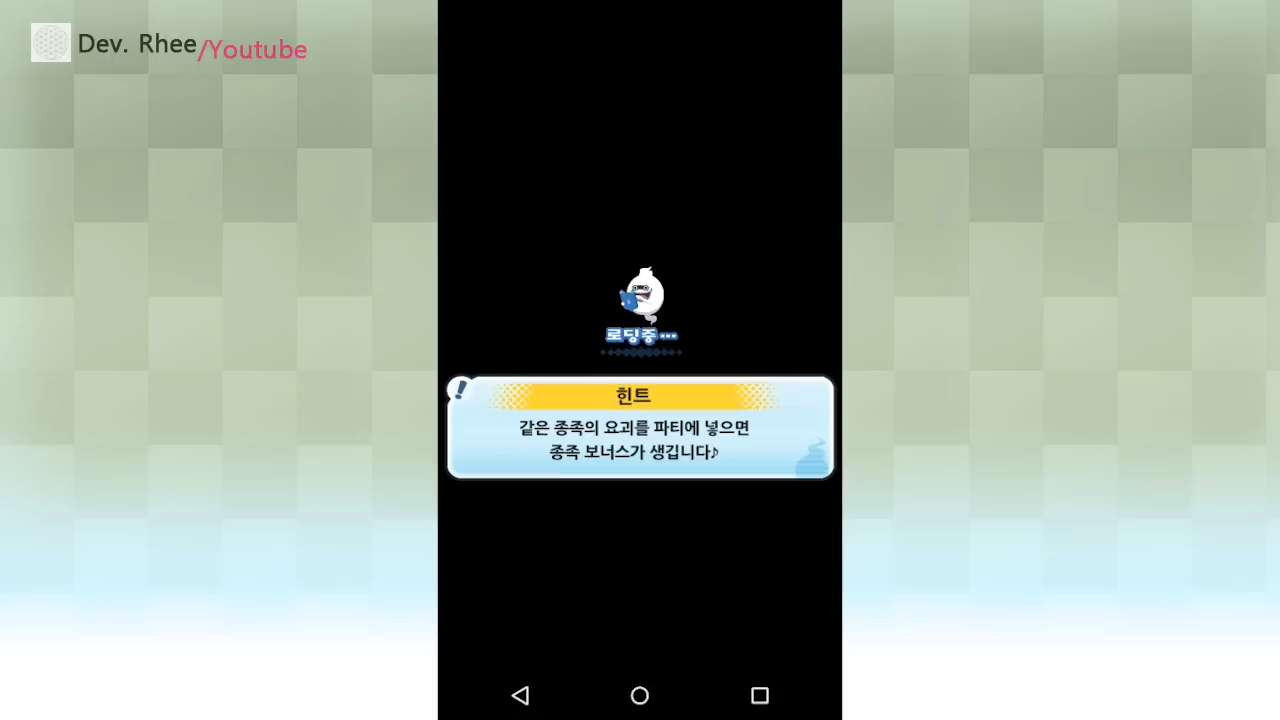 Dev. Rhee/Youtube
로딩중...
!
힌트
같은 종족의 요괴를 파티에 넣으면
종족 보너스가 생깁니다♪